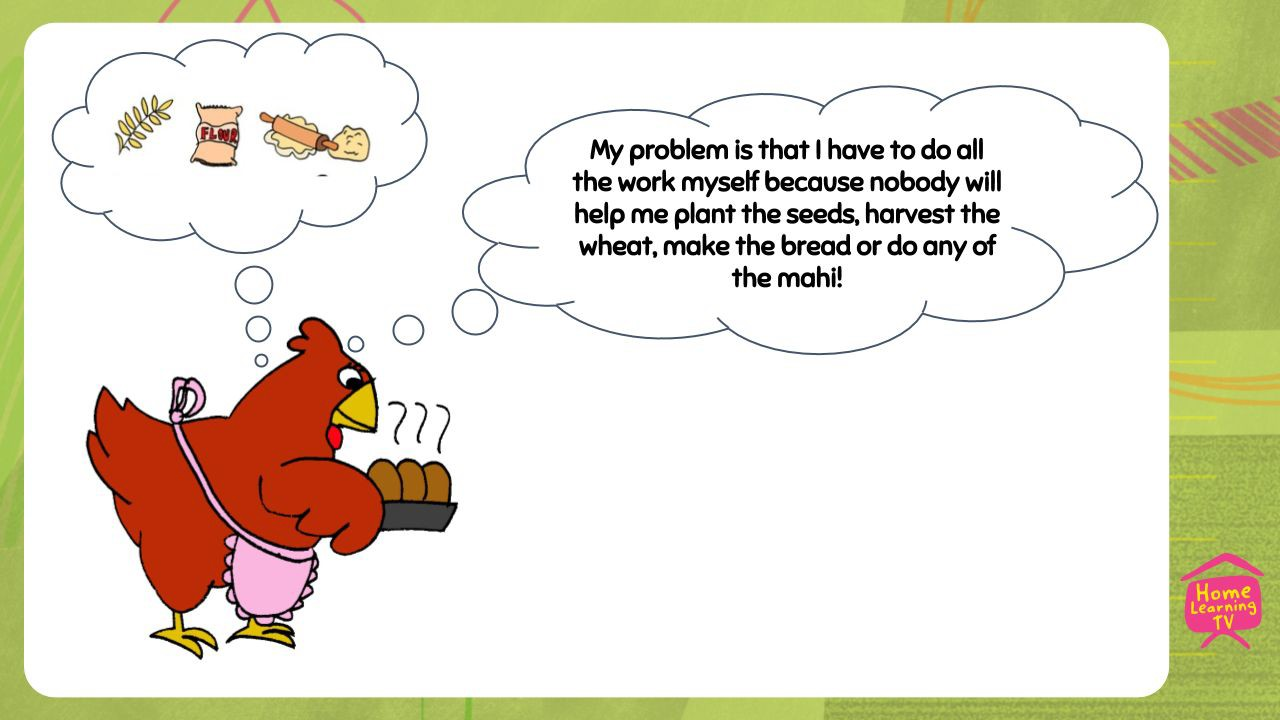 FLOUR
My problem is that I have to do all
the work myself because nobody will
help me plant the seeds, harvest the
wheat, make the bread or do any of
the mahi!
Home
Learning
TV